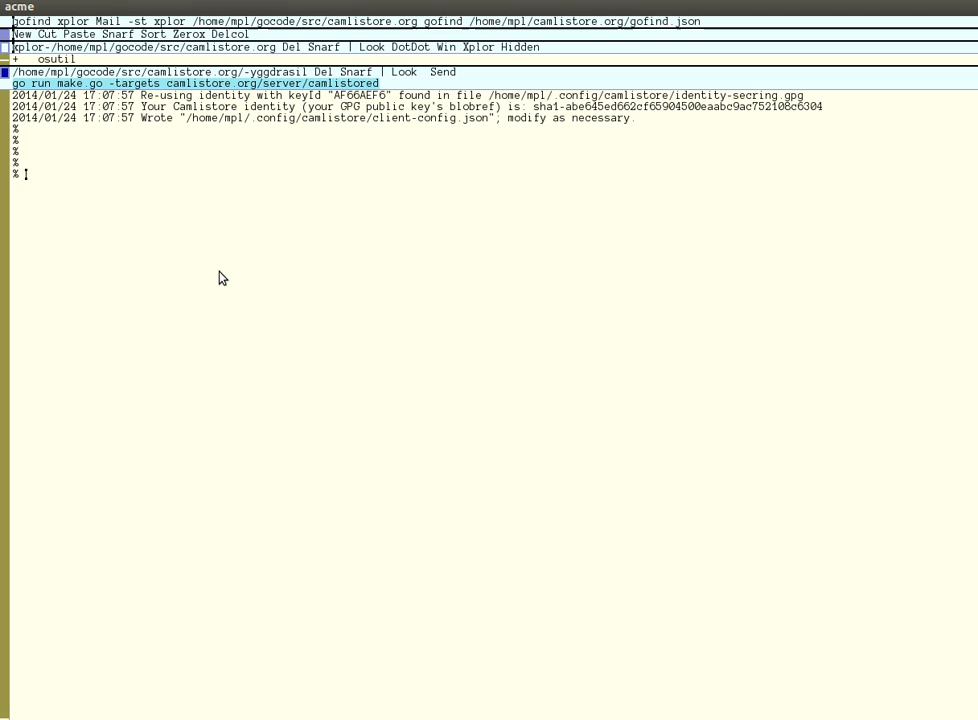 acme
gofind xplor Mail -st xplor /home/mpl/gocode/src/camlistore.org gofind /home/mpl/camlistore.org/gofind.json
New Cut Paste Snarf Sort Zerox Delcol
xplor-/home/mpl/gocode/src/camlistore.org Del Snarf | Look DotDot Win Xplor Hidden
+ osutil
/home/mpl/gocode/src/camlistore.org/-yggdrasil Del Snarf | Look Send
go run make.go -targets camlistore.org/server/camlistored
2014/01/24 17:07:57 Re-using identity with keyId "AF66AEF6" found in file /home/mpl/.config/camlistore/identity-secring.gpg
2014/01/24 17:07:57 Your Camlistore identity (your GPG public key's blobref) is: sha1-abe645ed662cf65904500eaabc9ac752108c6304
2014/01/24 17:07:57 Wrote "/home/mpl/.config/camlistore/client-config.json"; modify as necessary.
%
%
%
%
%